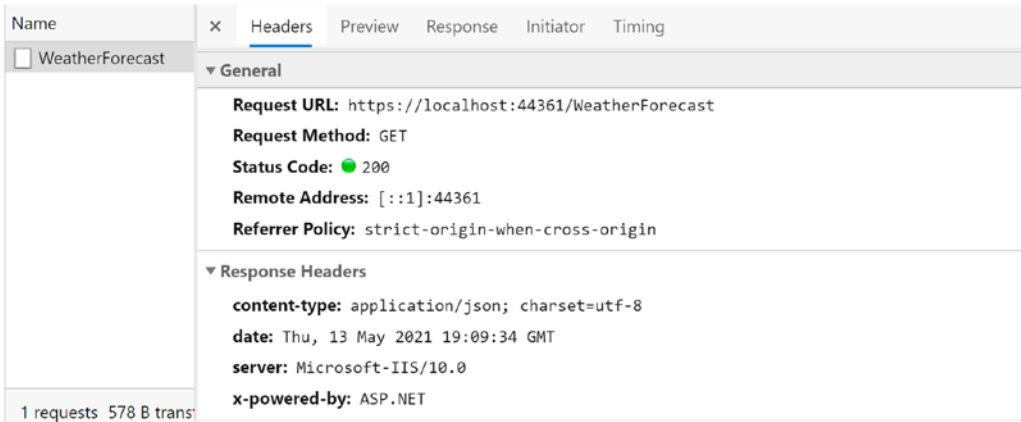 Name
Headers Preview Response Initiator Timing
WeatherForecast
General
Request URL: https://localhost:44361/WeatherForecast
Request Method: GET
Status Code: 200
Remote Address: [::1]:44361
Referrer Policy: strict-origin-when-cross-origin
Response Headers
content-type: application/json; charset=utf-8
date: Thu, 13 May 2021 19:09:34 GMT
server: Microsoft-IIS/10.0
x-powered-by: ASP.NET
1 requests 578 B trans